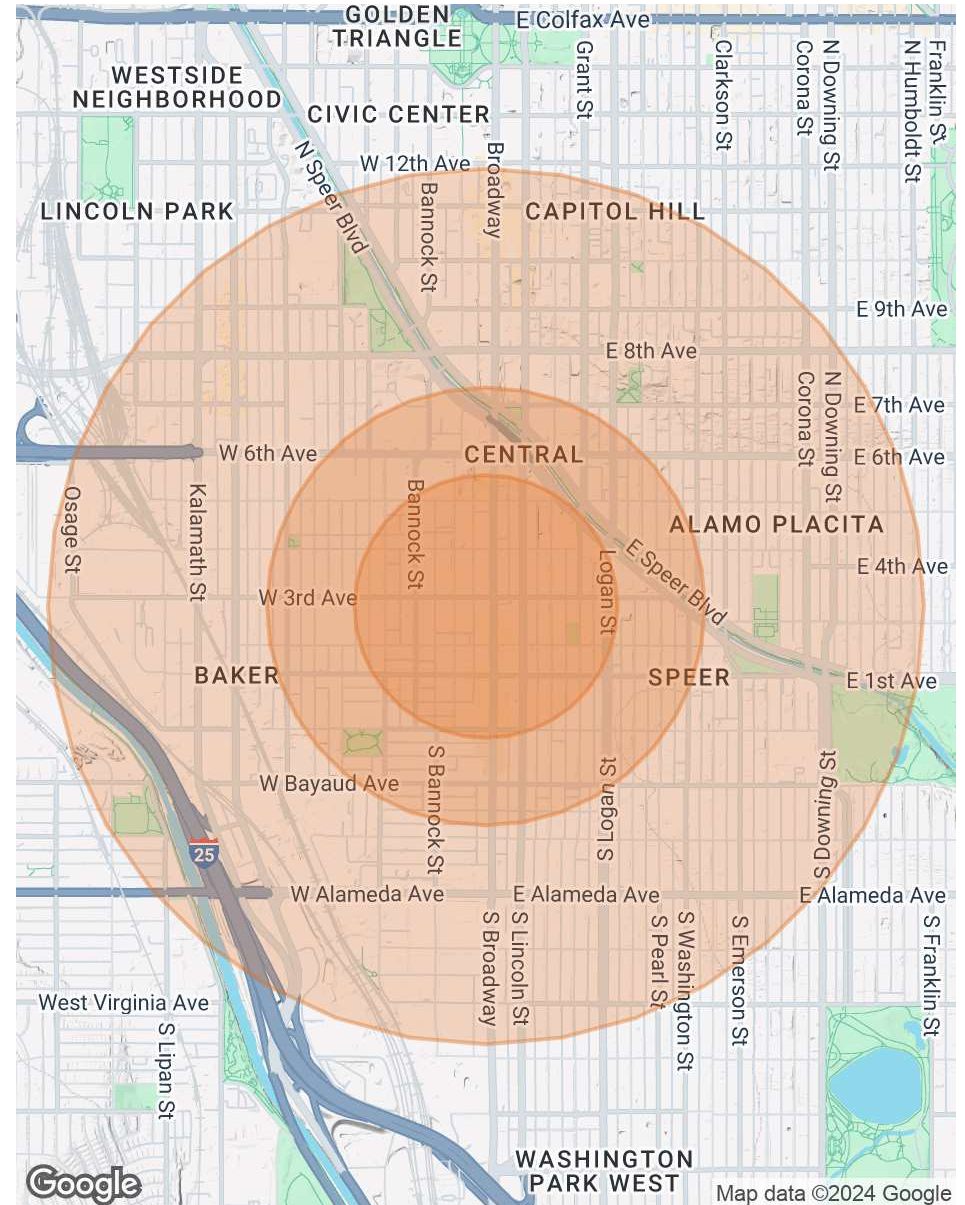 GOLDEN
TRIANGLE
E Colfax Ave
WESTSIDE
NEIGHBORHOOD
CIVIC CENTER
Grant St
Clarkson St
Corona St
N Downing St
N Humboldt St
Franklin St
N Speer Blvd
W 12th Ave
Broadway
Bannock St
LINCOLN PARK
CAPITOL HILL
E 9th Ave
E 8th Ave
Corona St
N Downing St
E 7th Ave
W 6th Ave
CENTRAL
E 6th Ave
Osage St
Kalamath St
Bannock St
ALAMO PLACITA
E Speer Blvd
Logan St
E 4th Ave
W 3rd Ave
BAKER
SPEER
E 1st Ave
S Bannock St
W Bayaud Ave
S Logan St
S Downing St
25
W Alameda Ave
E Alameda Ave
E Alameda Ave
S Broadway
S Lincoln St
S Pearl St
S Washington St
S Emerson St
S Franklin St
West Virginia Ave
S Lipan St
WASHINGTON
PARK WEST
Google
Map data ©2024 Google